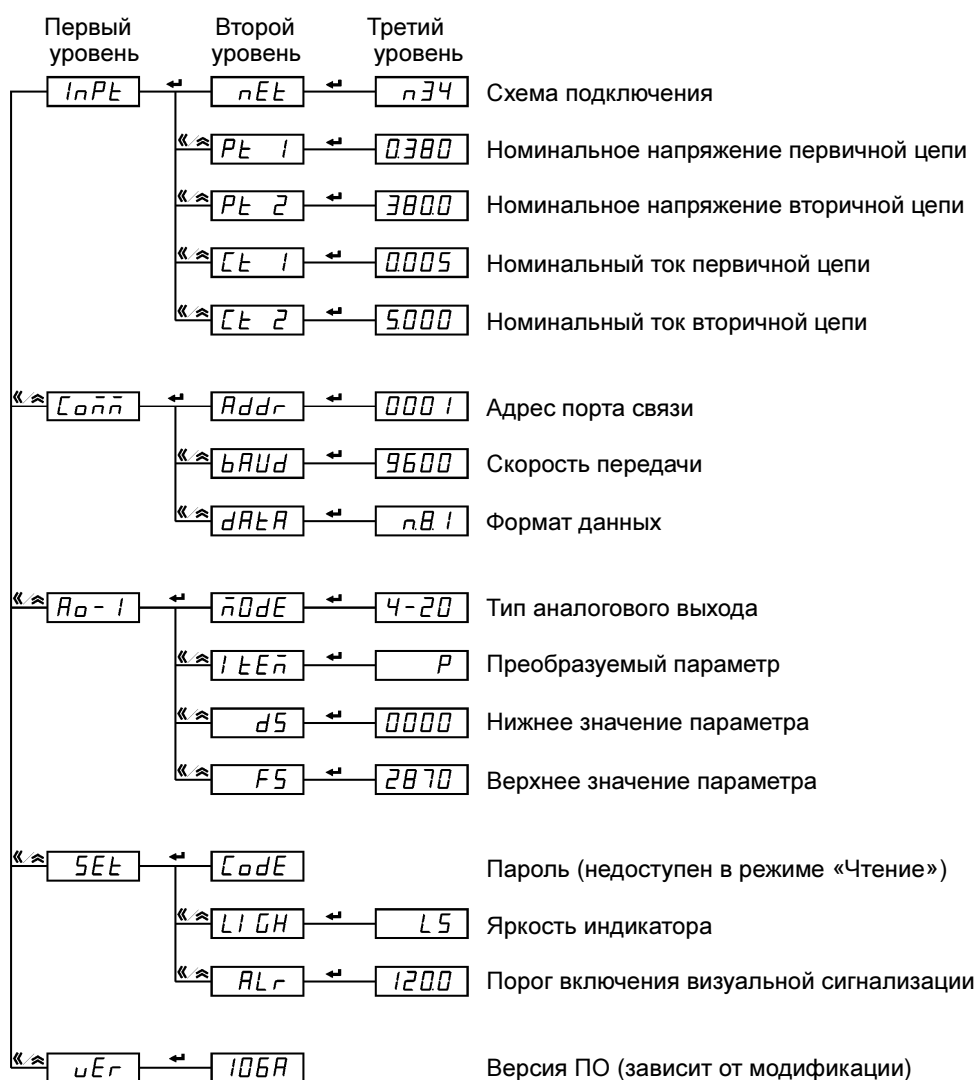 Первый уровень Второй уровень Третий уровень
InPt nEt n34 Схема подключения
Pt 1 0.380 Номинальное напряжение первичной цепи
Pt 2 380.0 Номинальное напряжение вторичной цепи
Ct 1 0.005 Номинальный ток первичной цепи
Ct 2 5.000 Номинальный ток вторичной цепи
Comm Addr 0001 Адрес порта связи
bAUd 9600 Скорость передачи
dAtA n.8.1 Формат данных
Ao-1 mOdE 4-20 Тип аналогового выхода
ItEm P Преобразуемый параметр
dS 0000 Нижнее значение параметра
FS 2870 Верхнее значение параметра
SEt CodE Пароль (недоступен в режиме «Чтение»)
LIGH L5 Яркость индикатора
ALr 120.0 Порог включения визуальной сигнализации
vEr 106A Версия ПО (зависит от модификации)